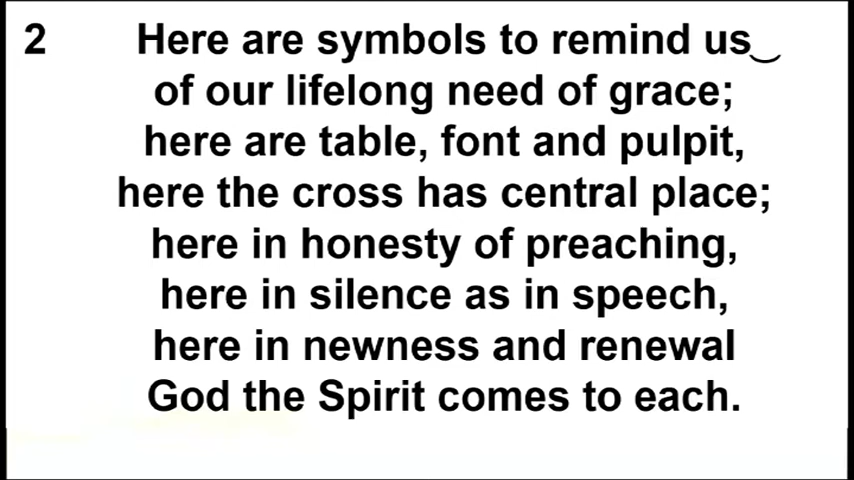 2 Here are symbols to remind us‿
of our lifelong need of grace;
here are table, font and pulpit,
here the cross has central place;
here in honesty of preaching,
here in silence as in speech,
here in newness and renewal
God the Spirit comes to each.